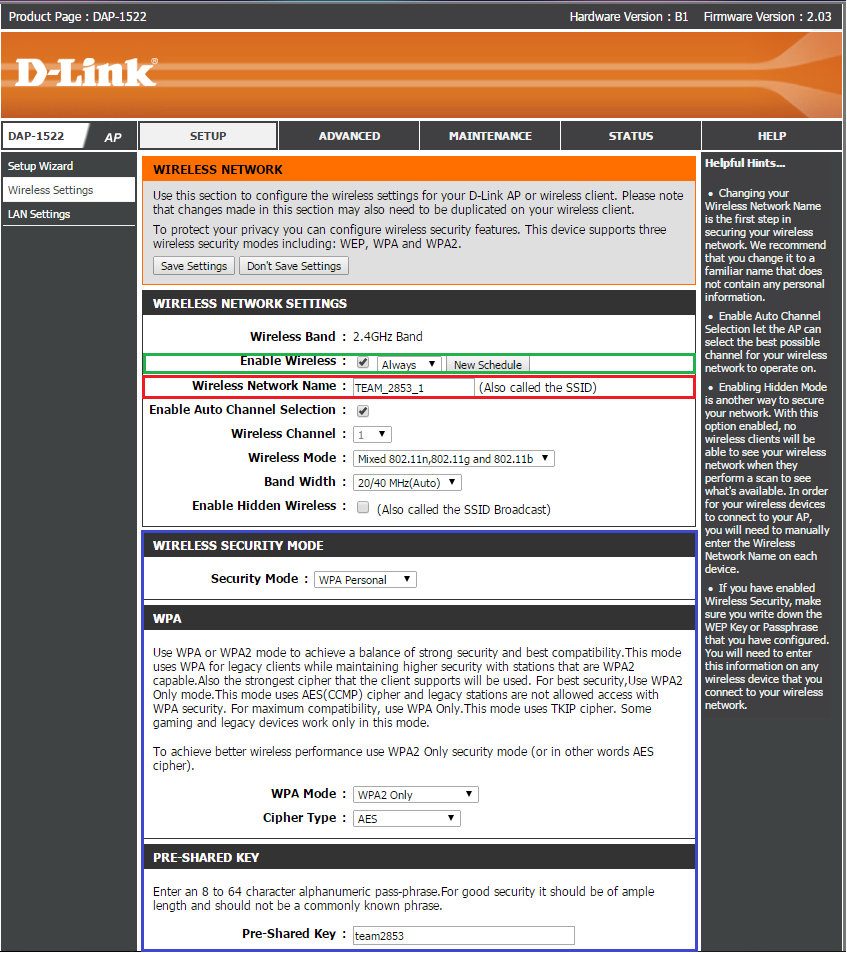 Product Page : DAP-1522 Hardware Version : B1 Firmware Version : 2.03
D-Link®
DAP-1522 AP SETUP ADVANCED MAINTENANCE STATUS HELP
Setup Wizard
Wireless Settings
LAN Settings
WIRELESS NETWORK
Use this section to configure the wireless settings for your D-Link AP or wireless client. Please note
that changes made in this section may also need to be duplicated on your wireless client.
To protect your privacy you can configure wireless security features. This device supports three
wireless security modes including: WEP, WPA and WPA2.
Save Settings Don't Save Settings
WIRELESS NETWORK SETTINGS
Wireless Band : 2.4GHz Band
Enable Wireless : Always New Schedule
Wireless Network Name : TEAM_2853_1 (Also called the SSID)
Enable Auto Channel Selection :
Wireless Channel : 1
Wireless Mode : Mixed 802.11n,802.11g and 802.11b
Band Width : 20/40 MHz(Auto)
Enable Hidden Wireless : (Also called the SSID Broadcast)
WIRELESS SECURITY MODE
Security Mode : WPA Personal
WPA
Use WPA or WPA2 mode to achieve a balance of strong security and best compatibility.This mode
uses WPA for legacy clients while maintaining higher security with stations that are WPA2
capable.Also the strongest cipher that the client supports will be used. For best security,Use WPA2
Only mode.This mode uses AES(CCMP) cipher and legacy stations are not allowed access with
WPA security. For maximum compatibility, use WPA Only.This mode uses TKIP cipher. Some
gaming and legacy devices work only in this mode.
To achieve better wireless performance use WPA2 Only security mode (or in other words AES
cipher).
WPA Mode : WPA2 Only
Cipher Type : AES
PRE-SHARED KEY
Enter an 8 to 64 character alphanumeric pass-phrase.For good security it should be of ample
length and should not be a commonly known phrase.
Pre-Shared Key : team2853
Helpful Hints...
• Changing your
Wireless Network Name
is the first step in
securing your wireless
network. We recommend
that you change it to a
familiar name that does
not contain any personal
information.
• Enable Auto Channel
Selection let the AP can
select the best possible
channel for your wireless
network to operate on.
• Enabling Hidden Mode
is another way to secure
your network. With this
option enabled, no
wireless clients will be
able to see your wireless
network when they
perform a scan to see
what's available. In order
for your wireless devices
to connect to your AP,
you will need to manually
enter the Wireless
Network Name on each
device.
• If you have enabled
Wireless Security, make
sure you write down the
WEP Key or Passphrase
that you have configured.
You will need to enter
this information on any
wireless device that you
connect to your wireless
network.